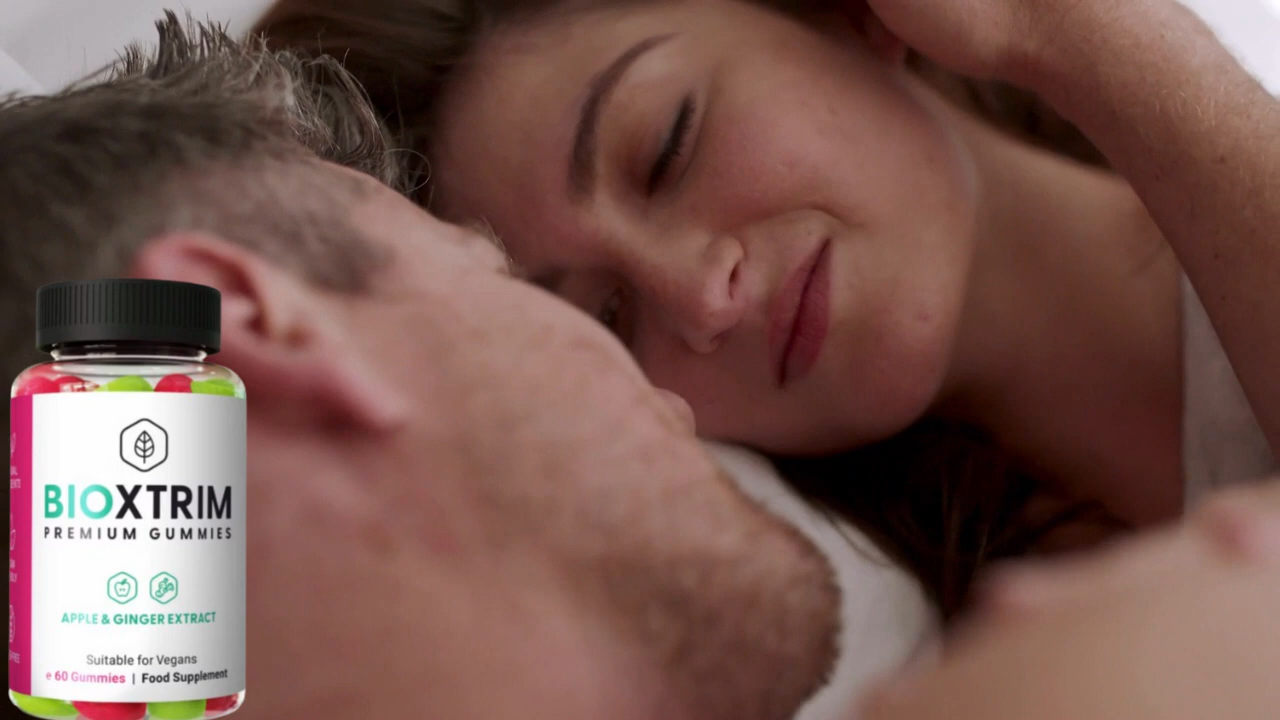 BIOXTRIM
PREMIUM GUMMIES
APPLE & GINGER EXTRACT
Suitable for Vegans
e 60 Gummies | Food Supplement